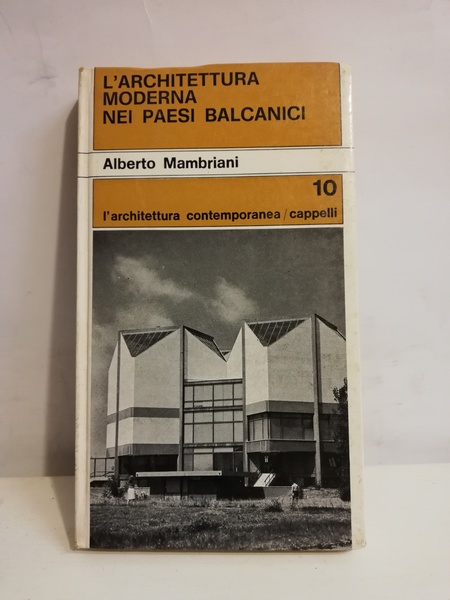 L'ARCHITETTURA
MODERNA
NEI PAESI BALCANICI
Alberto Mambriani
10
l'architettura contemporanea / cappelli